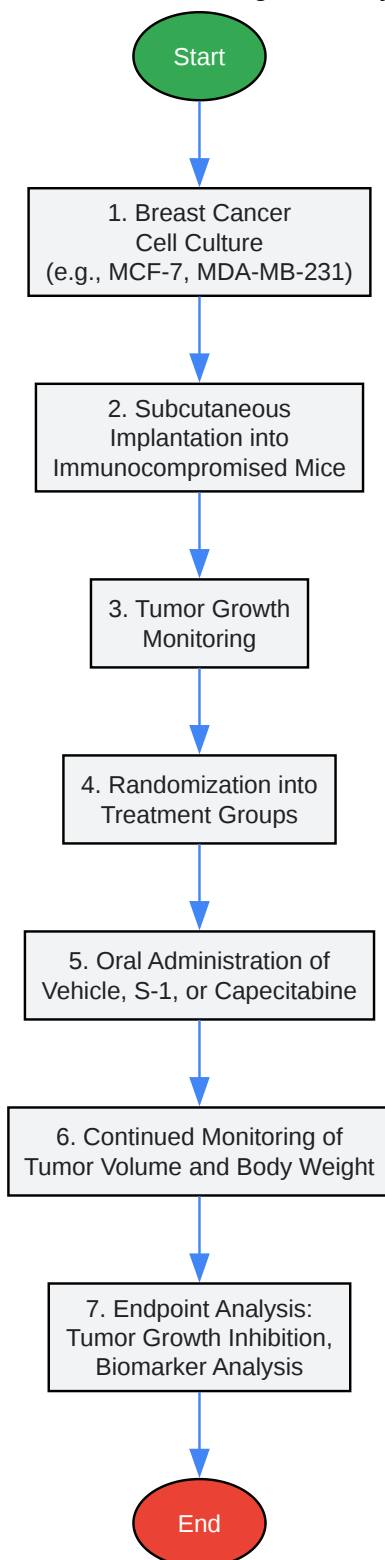 Start
1. Breast Cancer
Cell Culture
(e.g., MCF-7, MDA-MB-231)
2. Subcutaneous
Implantation into
Immunocompromised Mice
3. Tumor Growth
Monitoring
4. Randomization into
Treatment Groups
5. Oral Administration of
Vehicle, S-1, or Capecitabine
6. Continued Monitoring of
Tumor Volume and Body Weight
7. Endpoint Analysis:
Tumor Growth Inhibition,
Biomarker Analysis
End